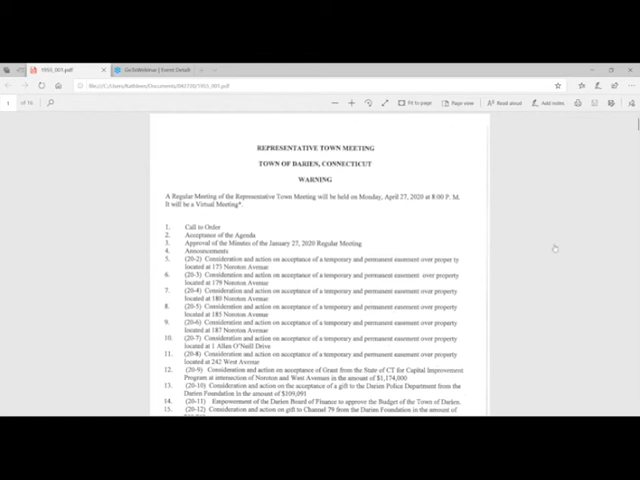 1955_001.pdf
GoToWebinar | Event Detail
file:///C:/Users/Kathleen/Documents/042720/1955_001.pdf
1 of 16
Fit to page
Page view
Read aloud
Add notes
REPRESENTATIVE TOWN MEETING
TOWN OF DARIEN, CONNECTICUT
WARNING
A Regular Meeting of the Representative Town Meeting will be held on Monday, April 27, 2020 at 8:00 P. M.
It will be a Virtual Meeting*.
1. Call to Order
2. Acceptance of the Agenda
3. Approval of the Minutes of the January 27, 2020 Regular Meeting
4. Announcements
5. (20-2) Consideration and action on acceptance of a temporary and permanent easement over proper ty
located at 173 Noroton Avenue
6. (20-3) Consideration and action on acceptance of a temporary and permanent easement over property
located at 179 Noroton Avenue
7. (20-4) Consideration and action on acceptance of a temporary and permanent easement over property
located at 180 Noroton Avenue
8. (20-5) Consideration and action on acceptance of a temporary and permanent easement over property
located at 185 Noroton Avenue
9. (20-6) Consideration and action on acceptance of a temporary and permanent easement over property
located at 187 Noroton Avenue
10. (20-7) Consideration and action on acceptance of a temporary and permanent easement over property
located at 1 Allen O'Neill Drive
11. (20-8) Consideration and action on acceptance of a temporary and permanent easement over property
located at 242 West Avenue
12. (20-9) Consideration and action on acceptance of Grant from the State of CT for Capital Improvement
Program at intersection of Noroton and West Avenues in the amount of $1,174,000
13. (20-10) Consideration and action on the acceptance of a gift to the Darien Police Department from the
Darien Foundation in the amount of $109,091
14. (20-11) Empowerment of the Darien Board of Finance to approve the Budget of the Town of Darien.
15. (20-12) Consideration and action on gift to Channel 79 from the Darien Foundation in the amount of